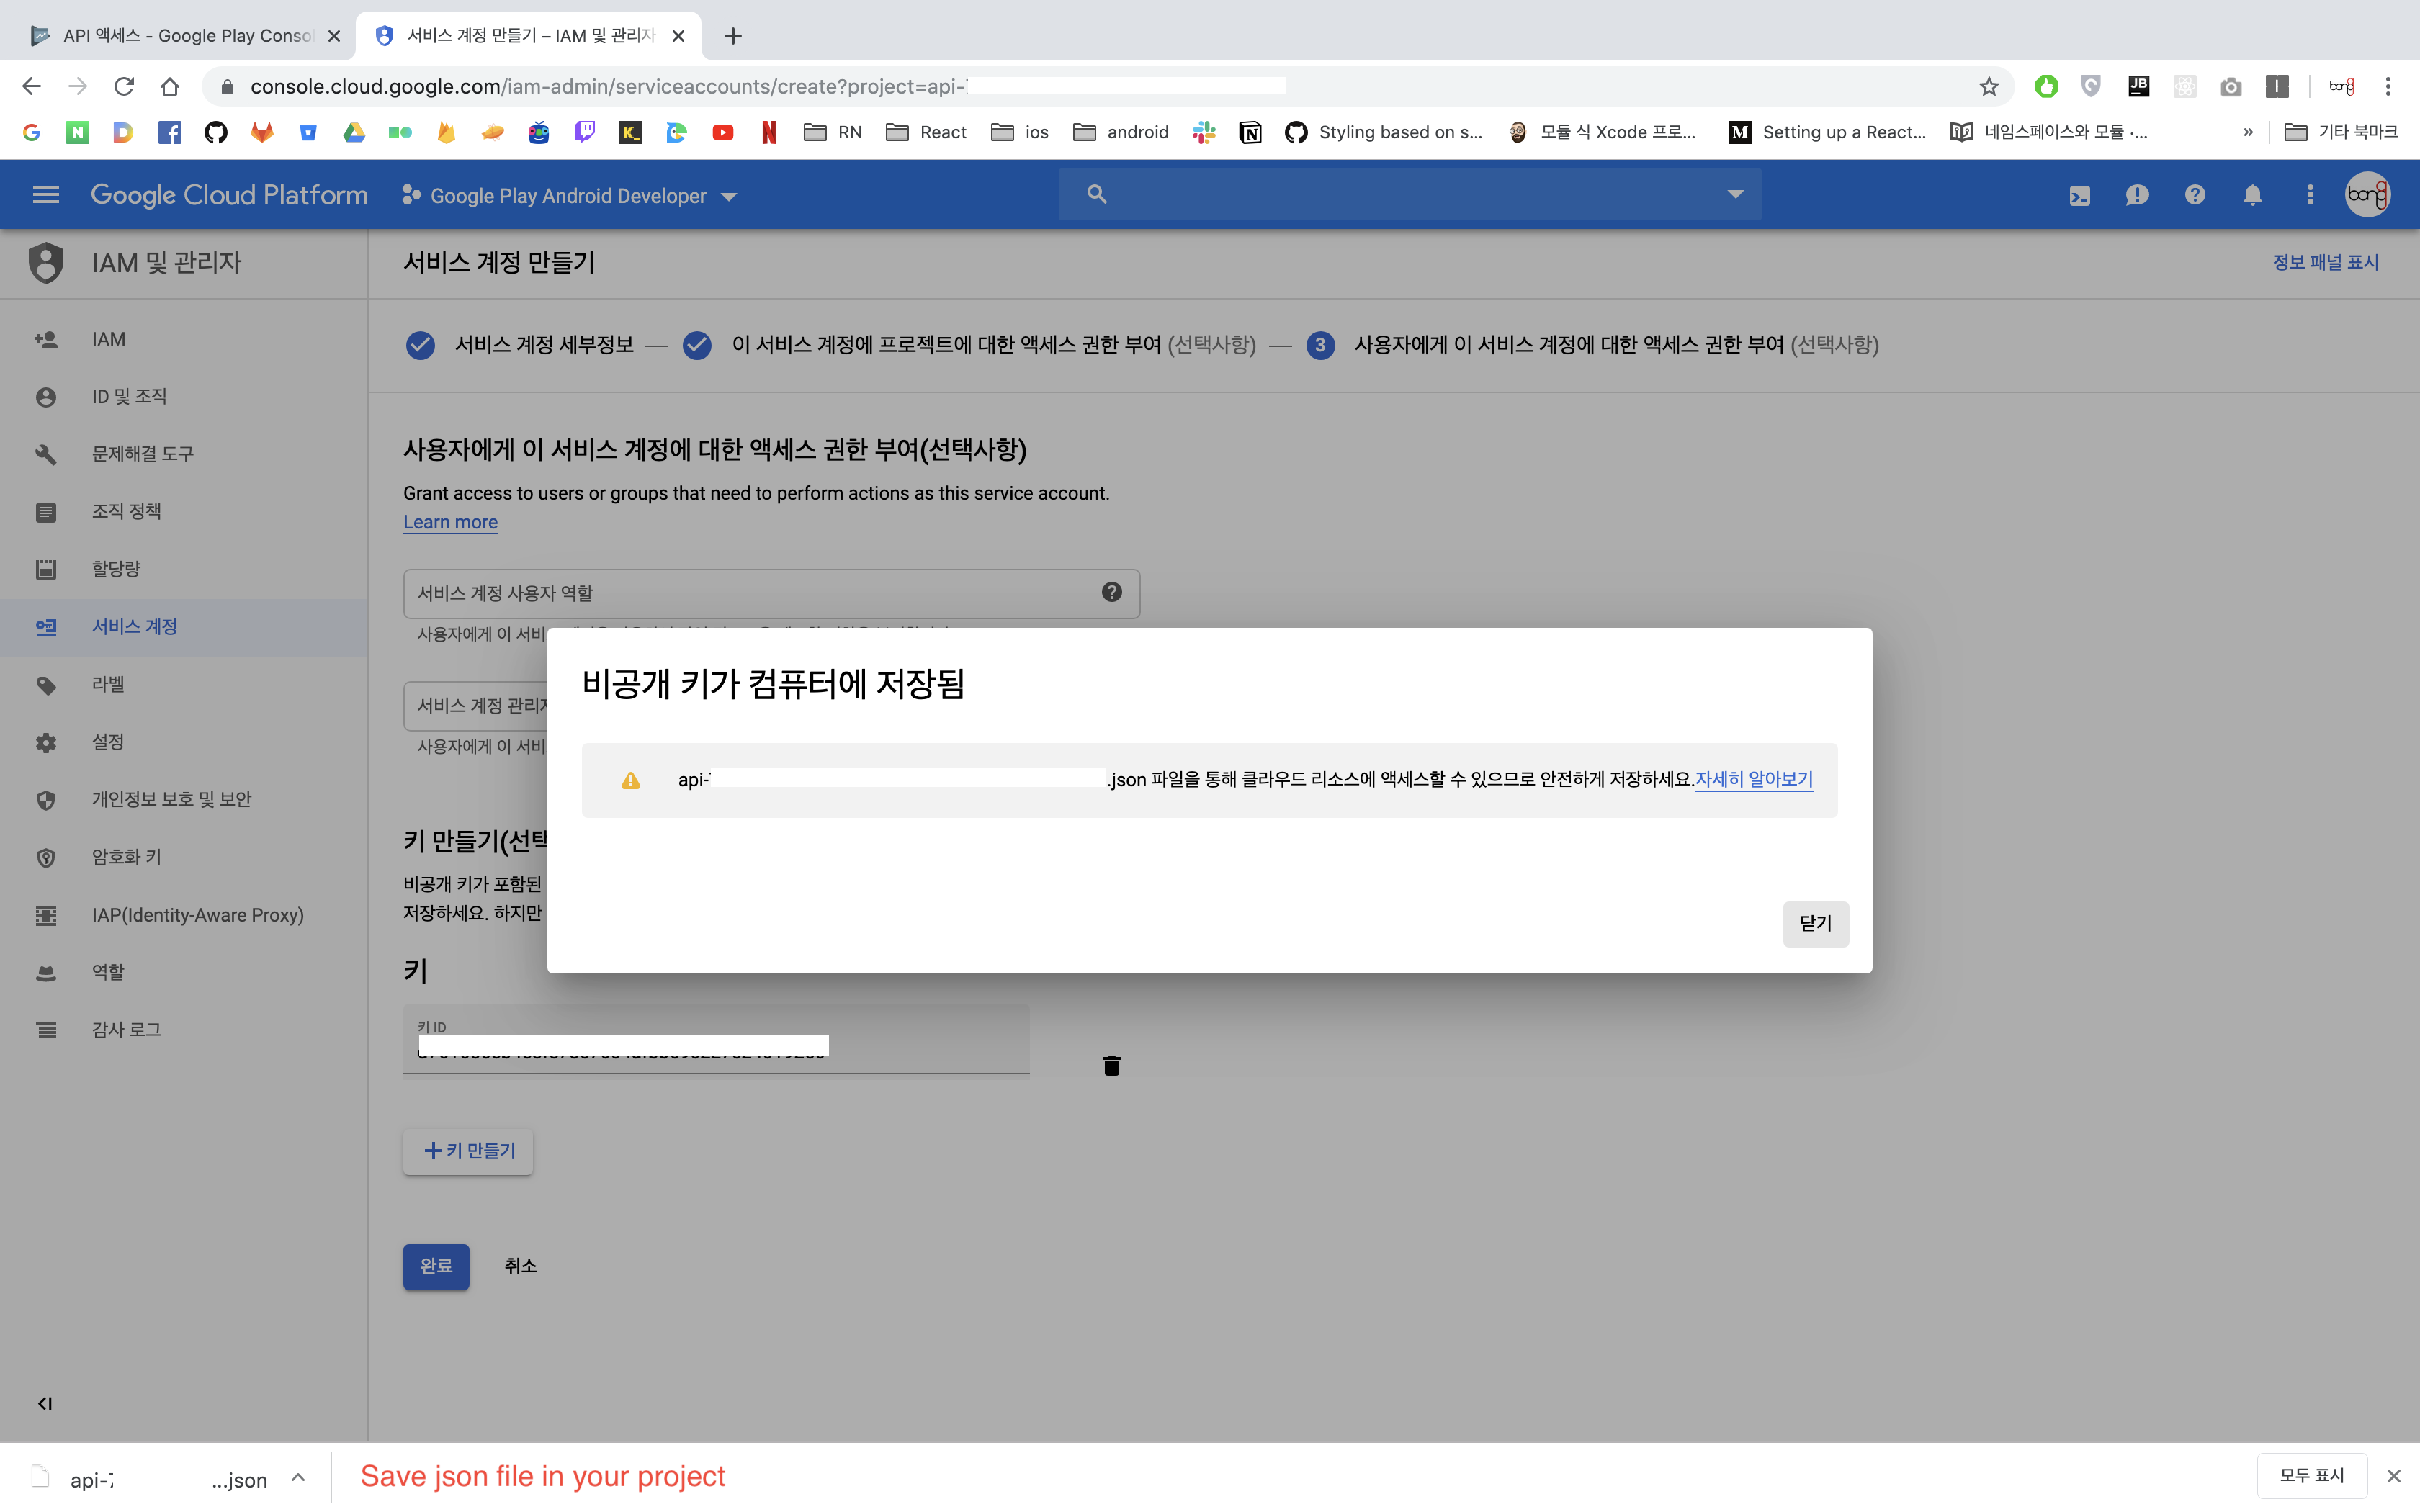 API 액세스 - Google Play Consol
서비스 계정 만들기 – IAM 및 관리자
console.cloud.google.com/iam-admin/serviceaccounts/create?project=api-
RN
React
ios
android
Styling based on s...
모듈 식 Xcode 프로...
Setting up a React...
네임스페이스와 모듈 ·...
»
기타 북마크
Google Cloud Platform
Google Play Android Developer
bong
IAM 및 관리자
서비스 계정 만들기
정보 패널 표시
서비스 계정 세부정보 — 이 서비스 계정에 프로젝트에 대한 액세스 권한 부여 (선택사항) — 3 사용자에게 이 서비스 계정에 대한 액세스 권한 부여 (선택사항)
IAM
ID 및 조직
문제해결 도구
조직 정책
할당량
서비스 계정
라벨
설정
개인정보 보호 및 보안
암호화 키
IAP(Identity-Aware Proxy)
역할
감사 로그
사용자에게 이 서비스 계정에 대한 액세스 권한 부여(선택사항)
Grant access to users or groups that need to perform actions as this service account.
Learn more
서비스 계정 사용자 역할
사용자에게 이 서비
서비스 계정 관리자
사용자에게 이 서비
비공개 키가 컴퓨터에 저장됨
api-
.json 파일을 통해 클라우드 리소스에 액세스할 수 있으므로 안전하게 저장하세요.자세히 알아보기
닫기
키 만들기(선택
비공개 키가 포함된
저장하세요. 하지만
키
키 ID
+ 키 만들기
완료
취소
api-
...json
Save json file in your project
모두 표시